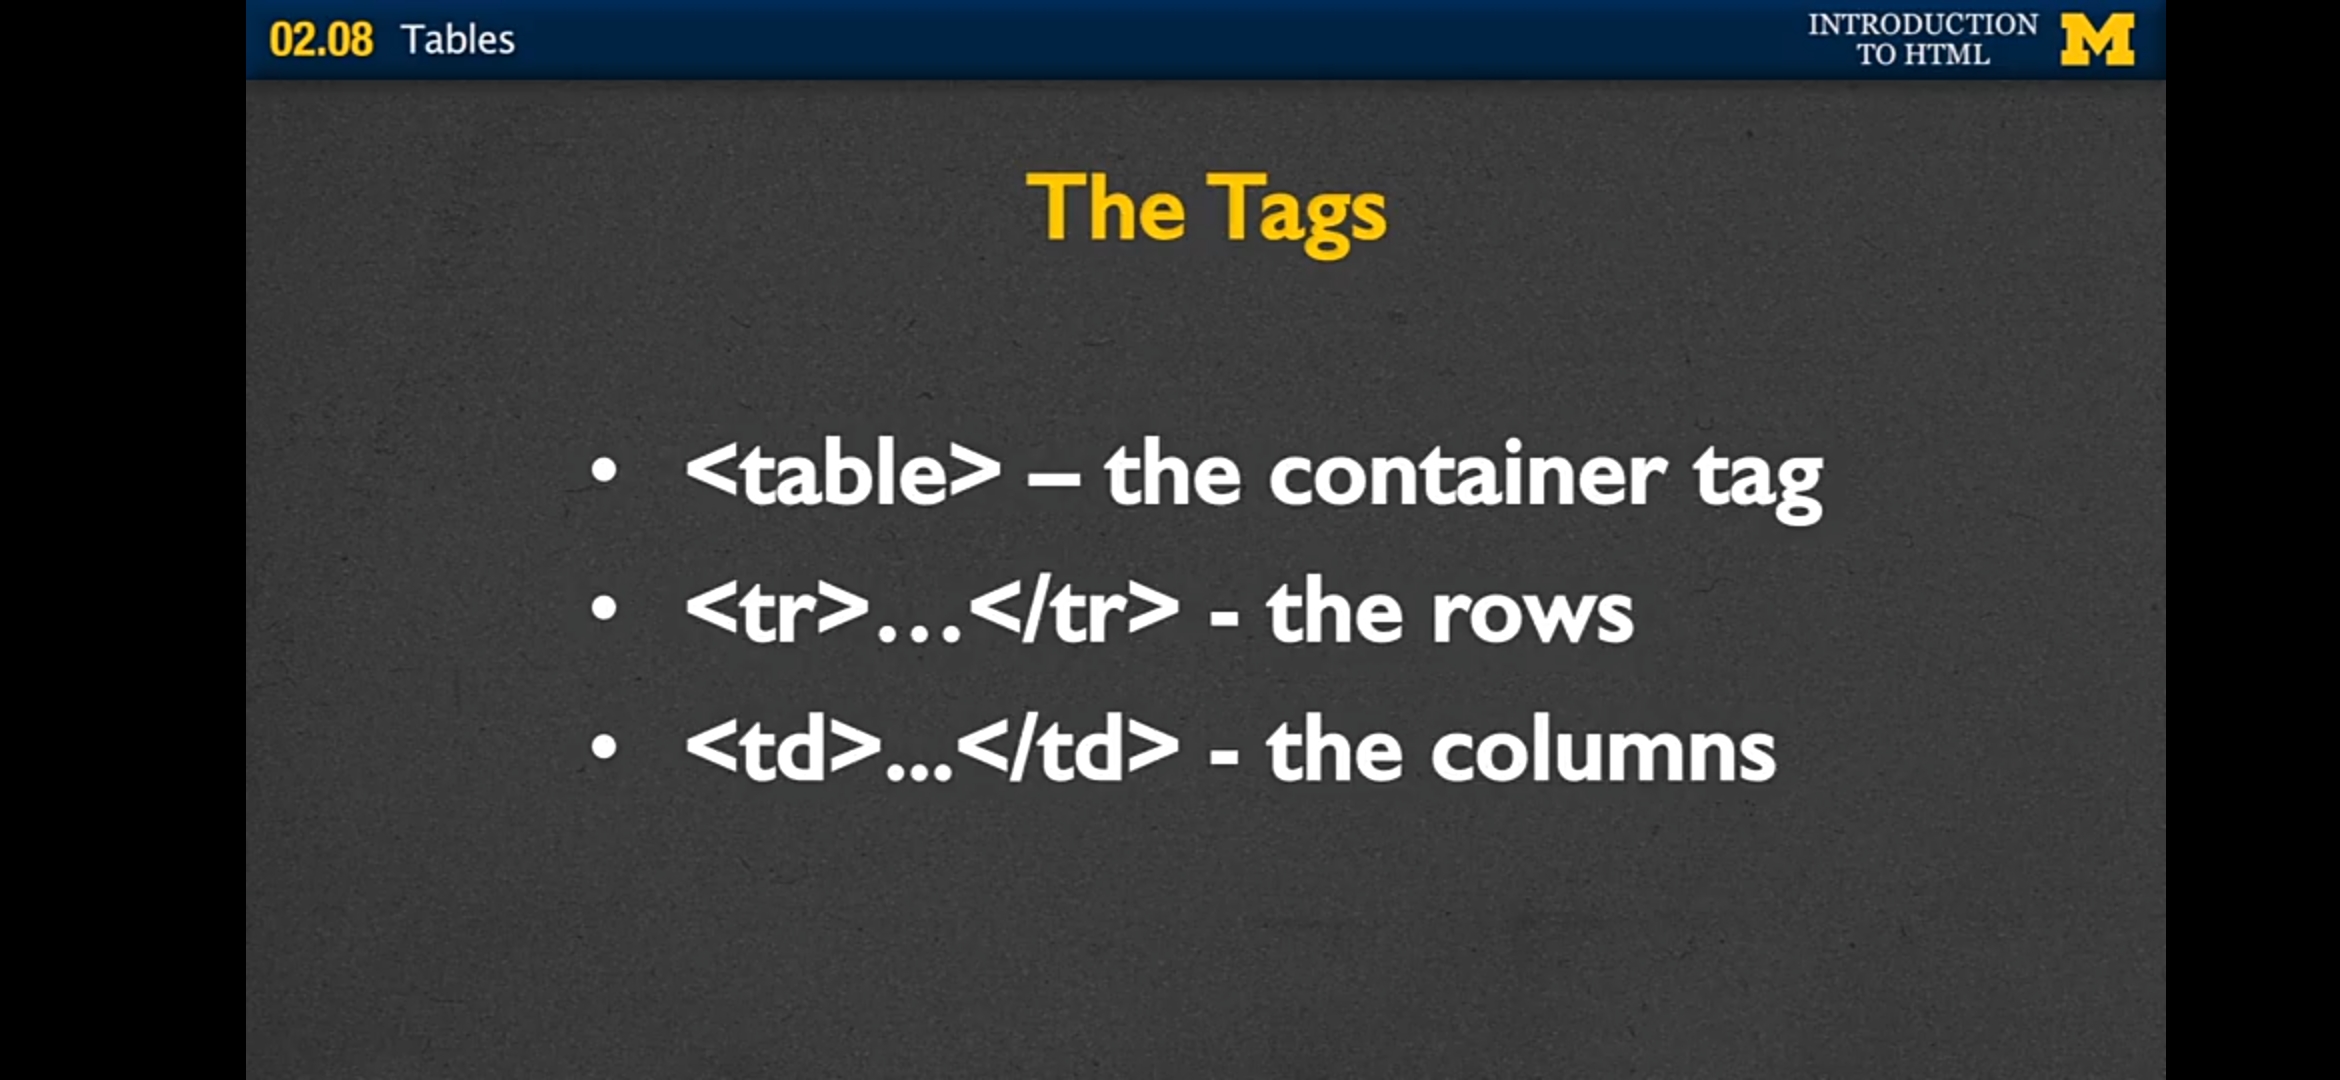 02.08 Tables
INTRODUCTION
TO HTML
M
The Tags
• <table> – the container tag
• <tr>…</tr> - the rows
• <td>...</td> - the columns